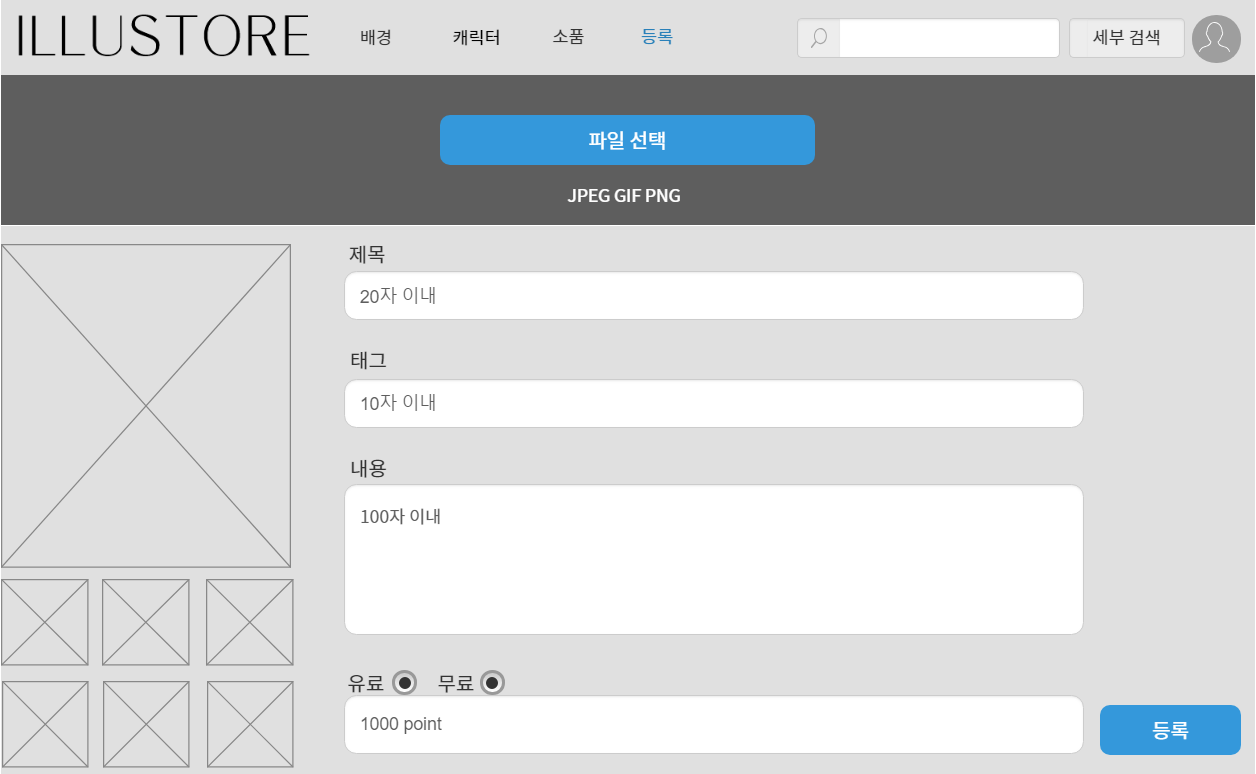 ILLUSTORE 배경 캐릭터 소품 등록 세부 검색
파일 선택
JPEG GIF PNG
제목
20자 이내
태그
10자 이내
내용
100자 이내
유료 무료
1000 point
등록